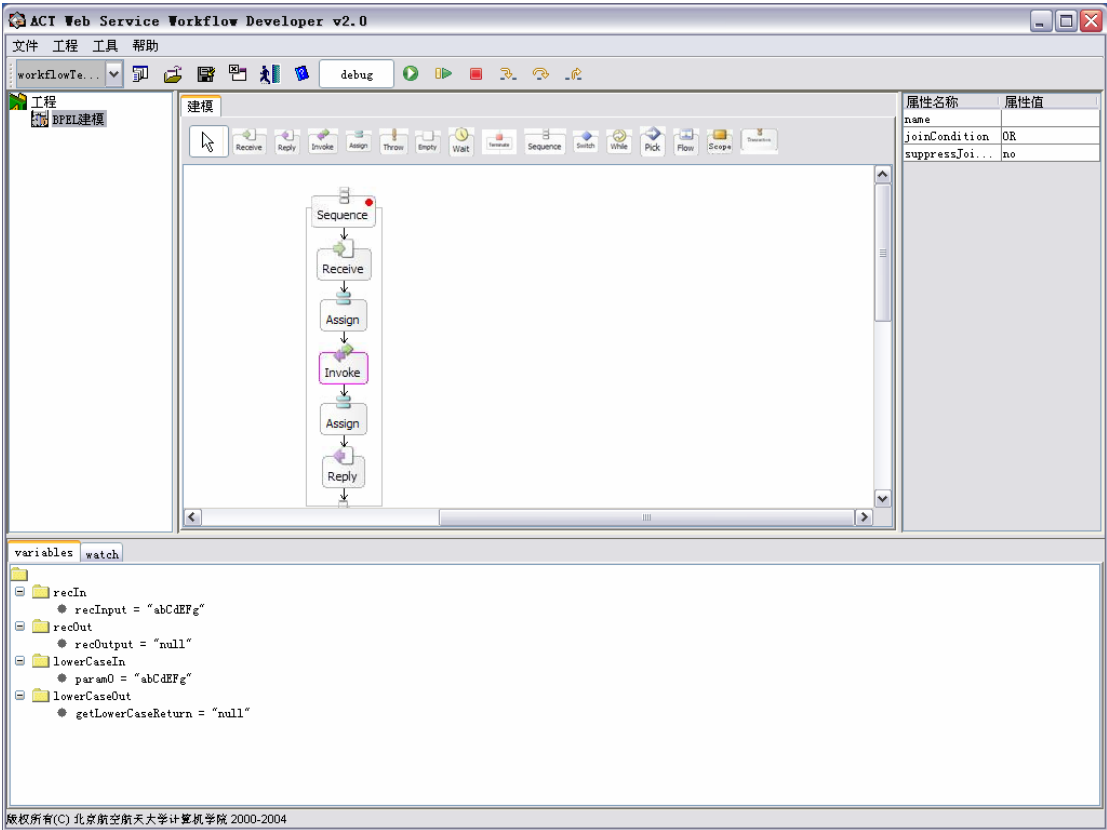 ACT Web Service Workflow Developer v2.0
文件 工程 工具 帮助
workflowTe... debug
工程
BPEL建模
建模
Receive Reply Invoke Assign Throw Empty Wait Terminate Sequence Switch While Pick Flow Scope
Sequence
Receive
Assign
Invoke
Assign
Reply
属性名称 属性值
name
joinCondition OR
suppressJoi... no
variables watch
recIn
recInput = "abCdEFg"
recOut
recOutput = "null"
lowerCaseIn
param0 = "abCdEFg"
lowerCaseOut
getLowerCaseReturn = "null"
版权所有(C) 北京航空航天大学计算机学院 2000-2004